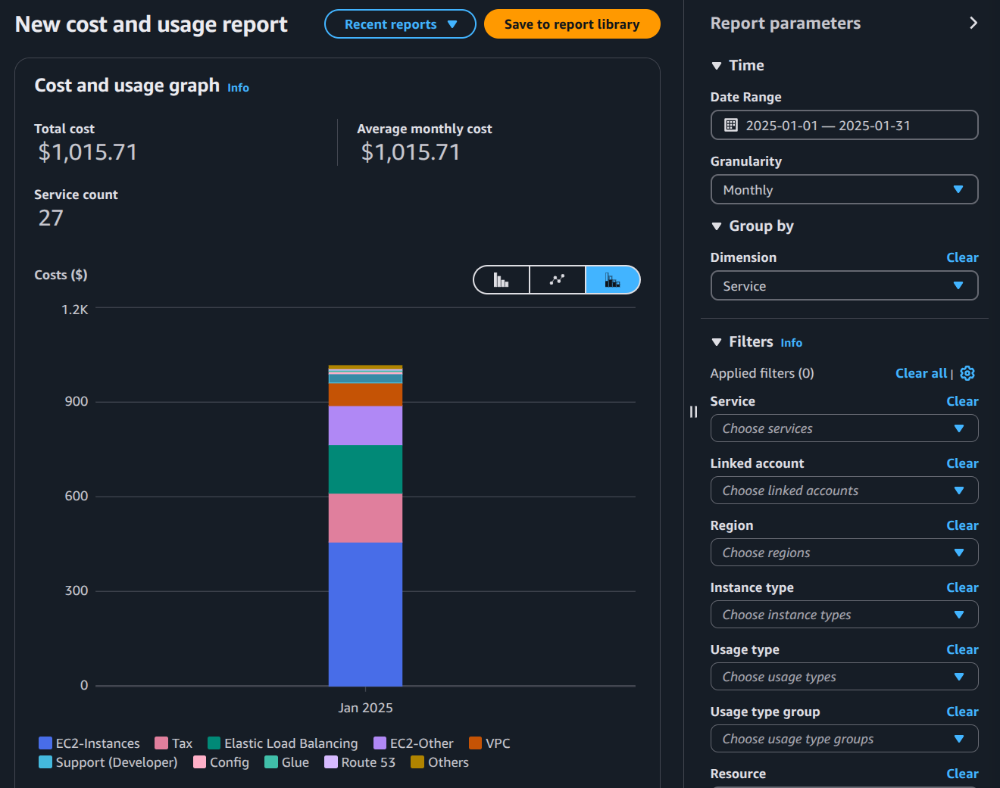 New cost and usage report
Recent reports
Save to report library
Cost and usage graph Info
Total cost
$1,015.71
Average monthly cost
$1,015.71
Service count
27
Costs ($)
1.2K
900
600
300
0
Jan 2025
EC2-Instances Tax Elastic Load Balancing EC2-Other VPC
Support (Developer) Config Glue Route 53 Others
Report parameters
Time
Date Range
2025-01-01 — 2025-01-31
Granularity
Monthly
Group by
Dimension Clear
Service
Filters Info
Applied filters (0) Clear all |
Service Clear
Choose services
Linked account Clear
Choose linked accounts
Region Clear
Choose regions
Instance type Clear
Choose instance types
Usage type Clear
Choose usage types
Usage type group Clear
Choose usage type groups
Resource Clear